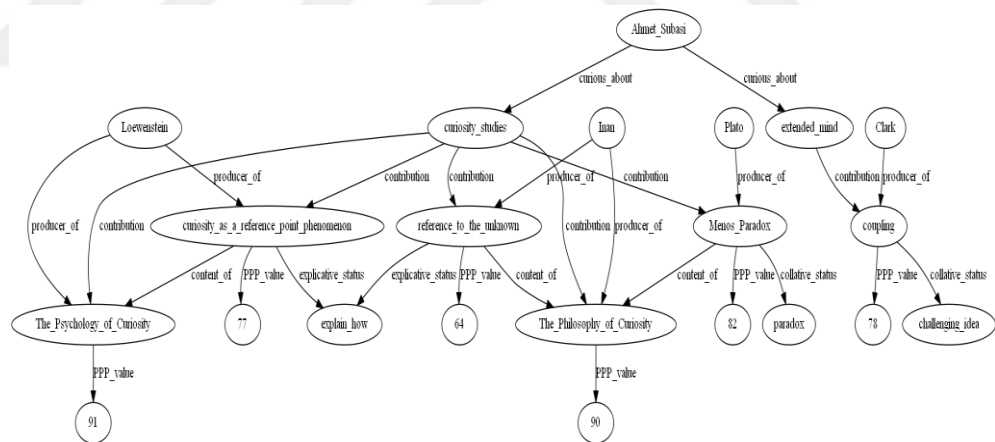 Ahmet_Subasi
curious_about
curious_about
Loewenstein
curiosity_studies
Inan
Plato
extended_mind
Clark
producer_of
contribution
contribution
producer_of
producer_of
contribution
contribution
producer_of
producer_of
contribution
contribution
producer_of
curiosity_as_a_reference_point_phenomenon
reference_to_the_unknown
Menos_Paradox
coupling
content_of
PPP_value
explicative_status
explicative_status
PPP_value
content_of
content_of
PPP_value
collative_status
PPP_value
collative_status
The_Psychology_of_Curiosity
77
explain_how
64
The_Philosophy_of_Curiosity
82
paradox
78
challenging_idea
PPP_value
PPP_value
91
90